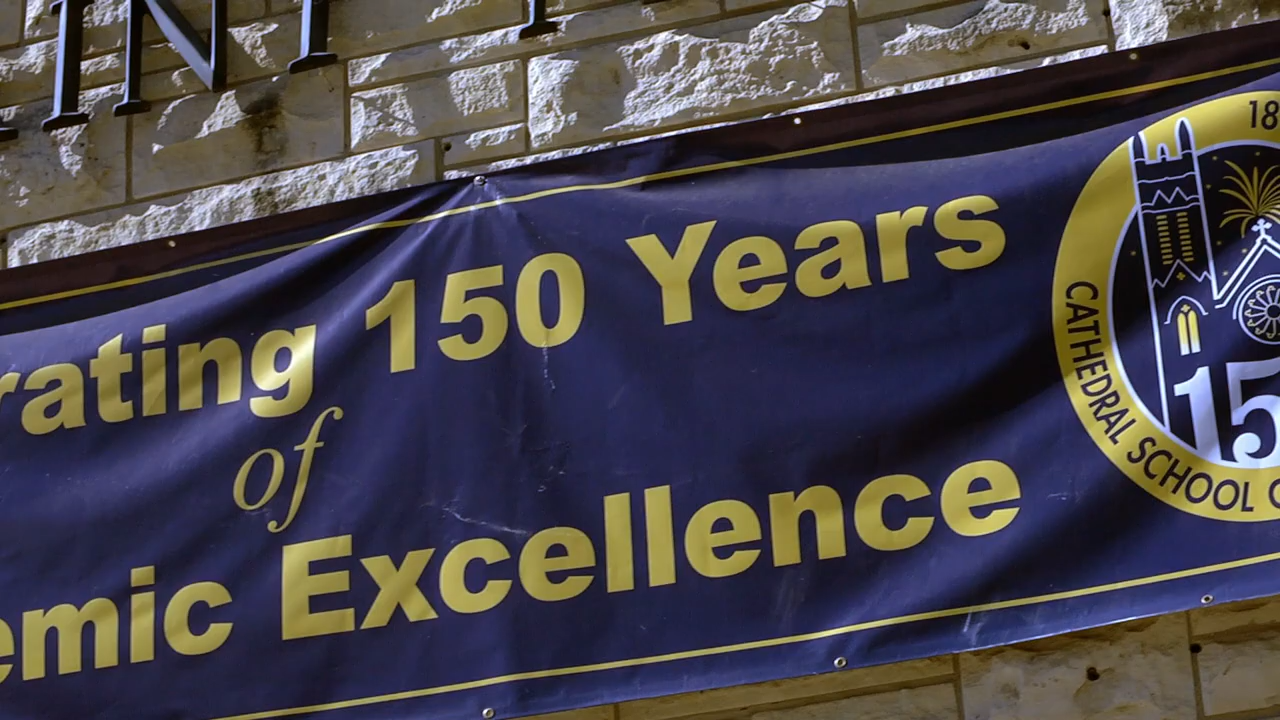 rating 150 Years
of
emic Excellence
18
CATHEDRAL SCHOOL
15